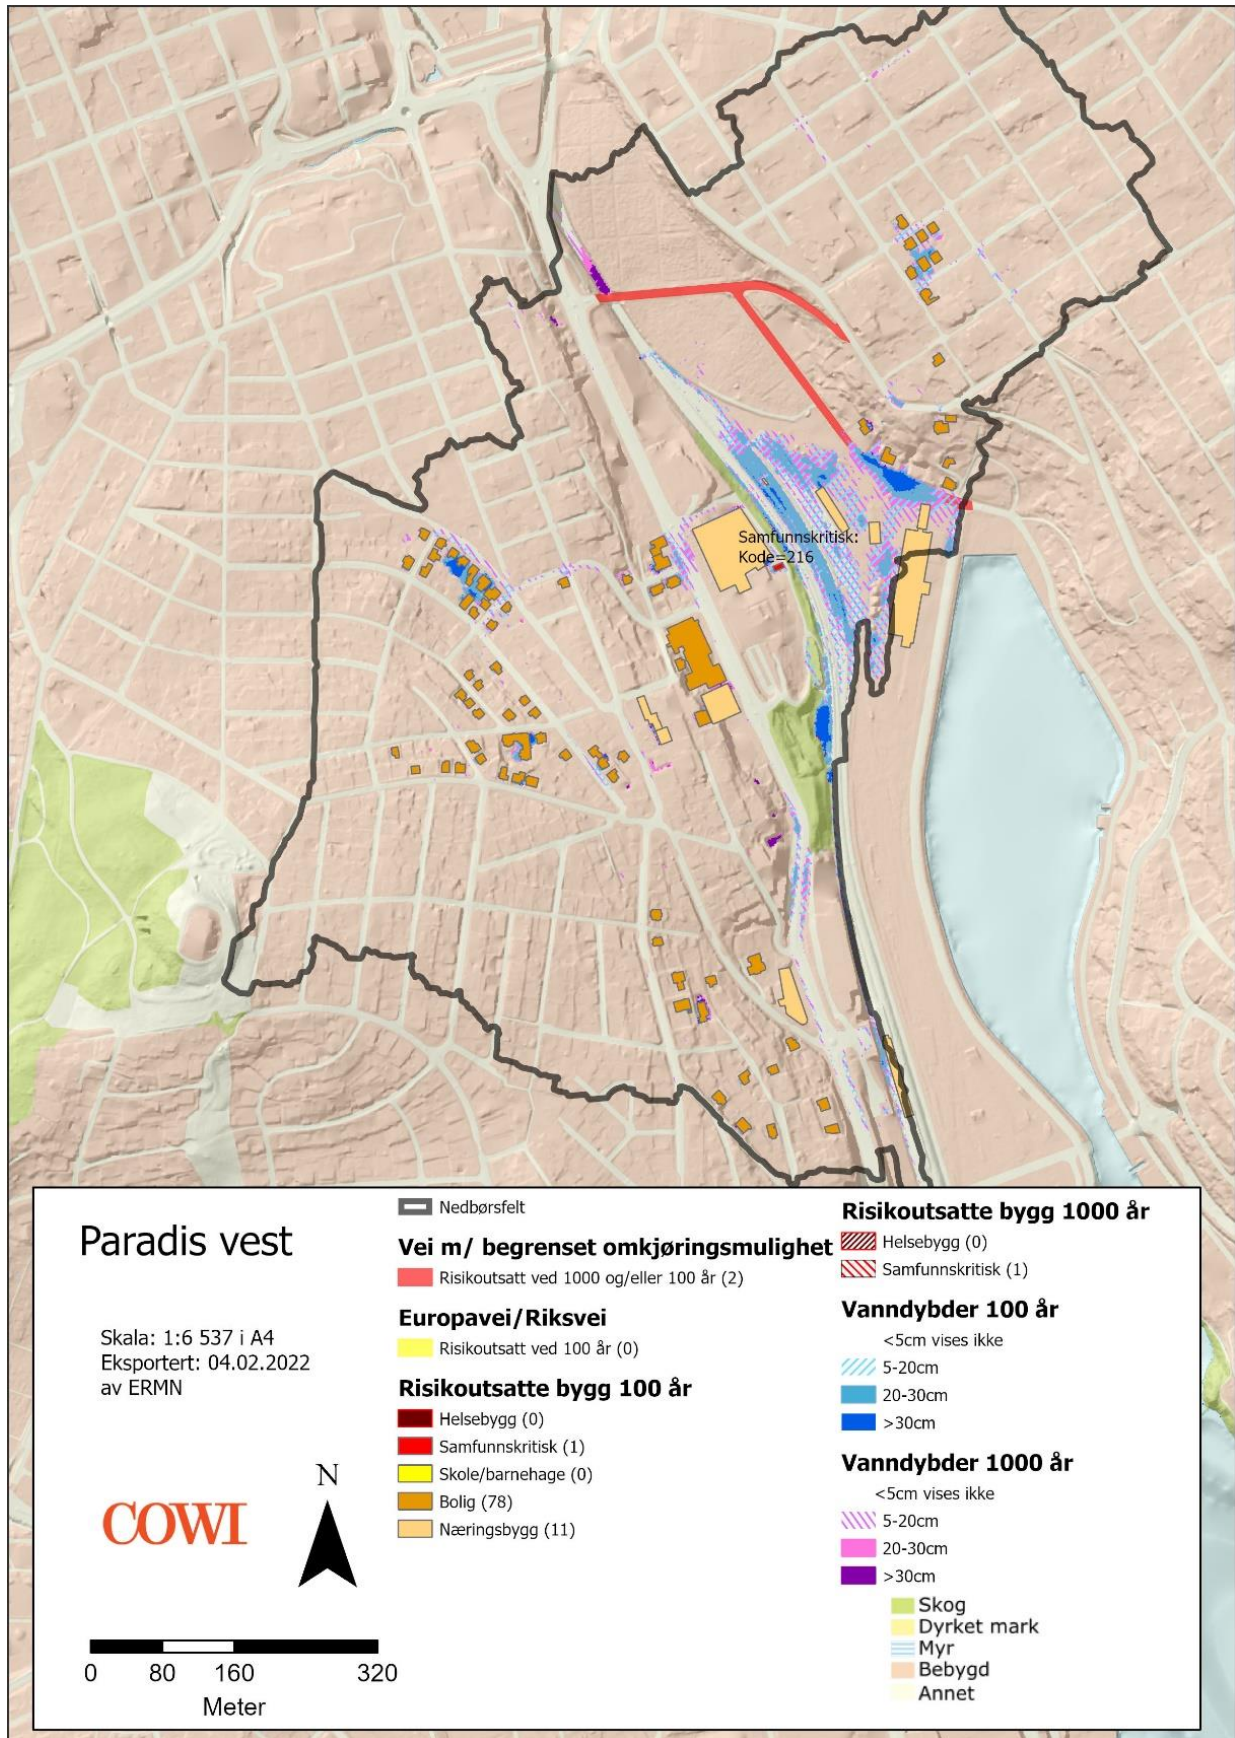 Samfunnskritisk:
Kode=216
Paradis vest
Skala: 1:6 537 i A4
Eksportert: 04.02.2022
av ERMN
COWI
N
0 80 160 320
Meter
Nedbørsfelt
Vei m/ begrenset omkjøringsmulighet
Risikoutsatt ved 1000 og/eller 100 år (2)
Europavei/Riksvei
Risikoutsatt ved 100 år (0)
Risikoutsatte bygg 100 år
Helsebygg (0)
Samfunnskritisk (1)
Skole/barnehage (0)
Bolig (78)
Næringsbygg (11)
Risikoutsatte bygg 1000 år
Helsebygg (0)
Samfunnskritisk (1)
Vanndybder 100 år
<5cm vises ikke
5-20cm
20-30cm
>30cm
Vanndybder 1000 år
<5cm vises ikke
5-20cm
20-30cm
>30cm
Skog
Dyrket mark
Myr
Bebygd
Annet